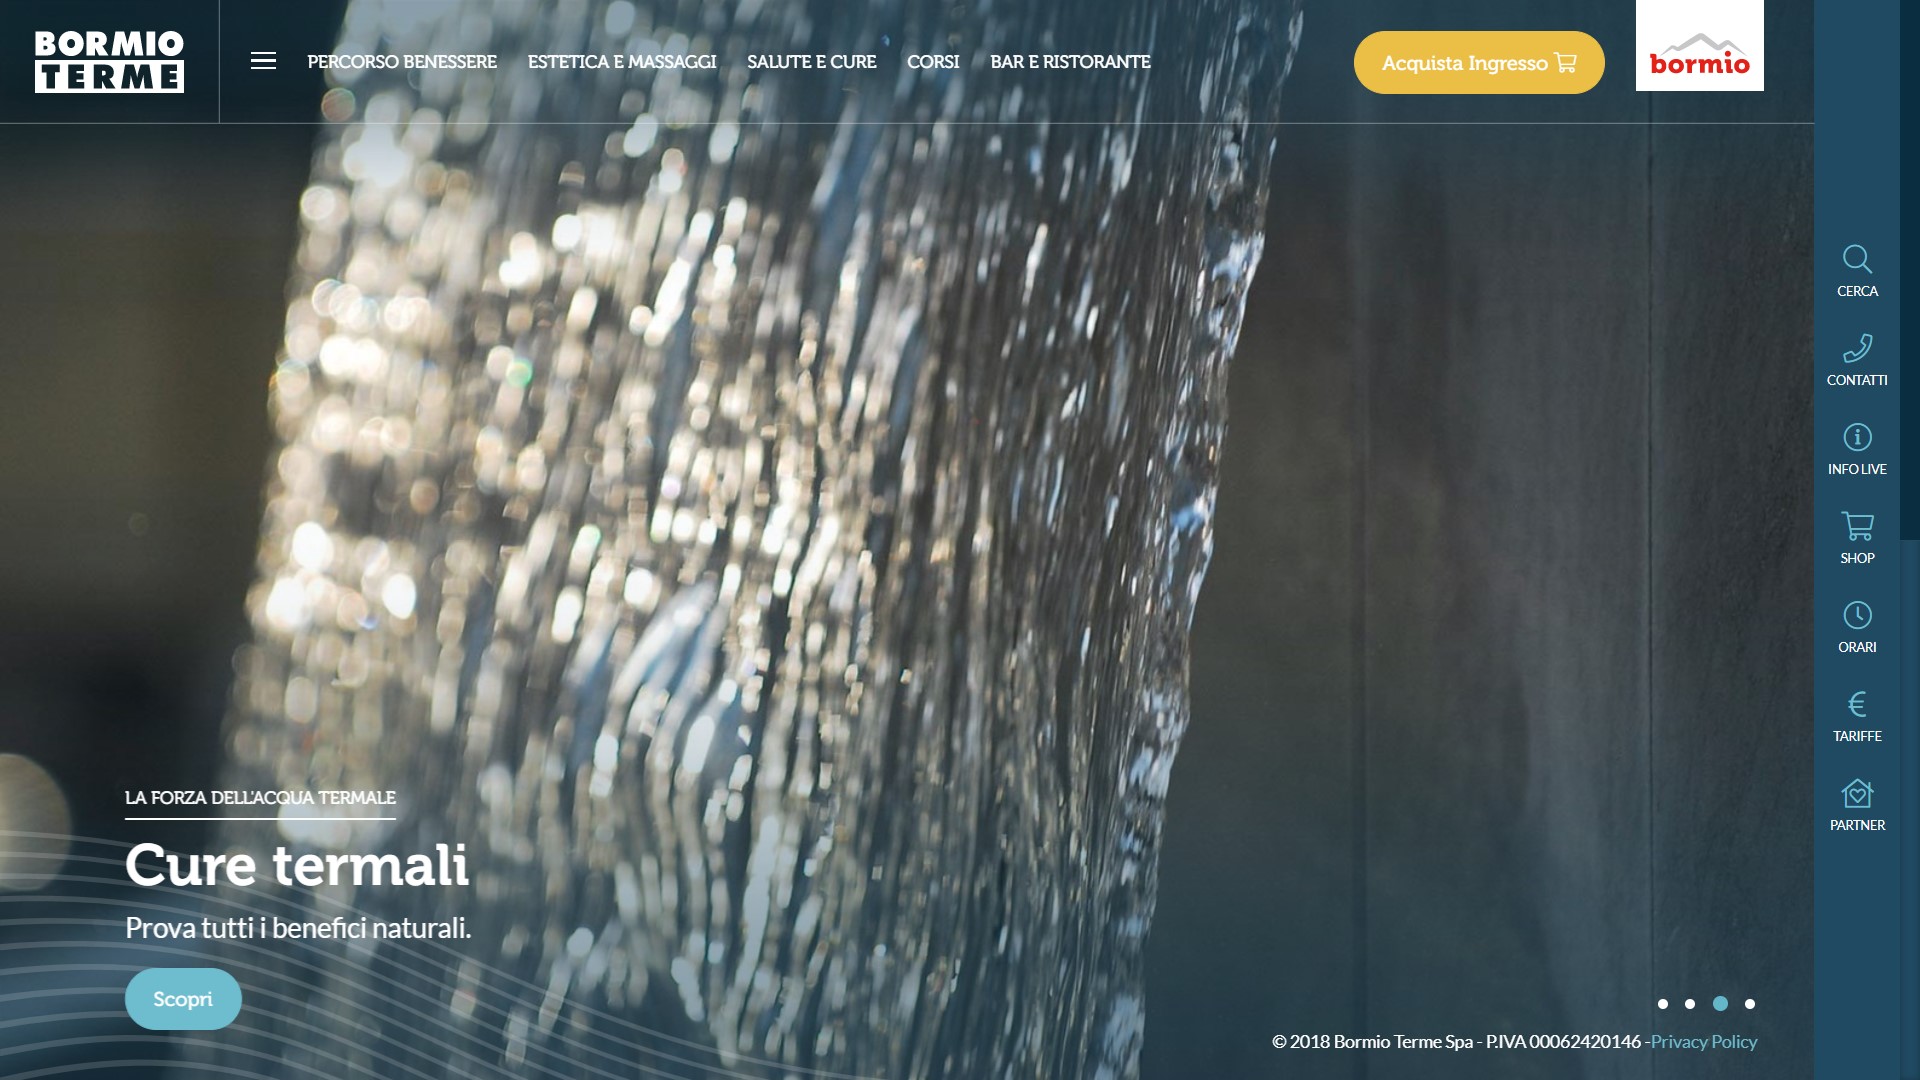 BORMIO
TERME
PERCORSO BENESSERE
ESTETICA E MASSAGGI
SALUTE E CURE
CORSI
BAR E RISTORANTE
Acquista Ingresso
bormio
CERCA
CONTATTI
INFO LIVE
SHOP
ORARI
€
TARIFFE
PARTNER
LA FORZA DELL'ACQUA TERMALE
Cure termali
Prova tutti i benefici naturali.
Scopri
© 2018 Bormio Terme Spa - P.IVA 00062420146 -Privacy Policy